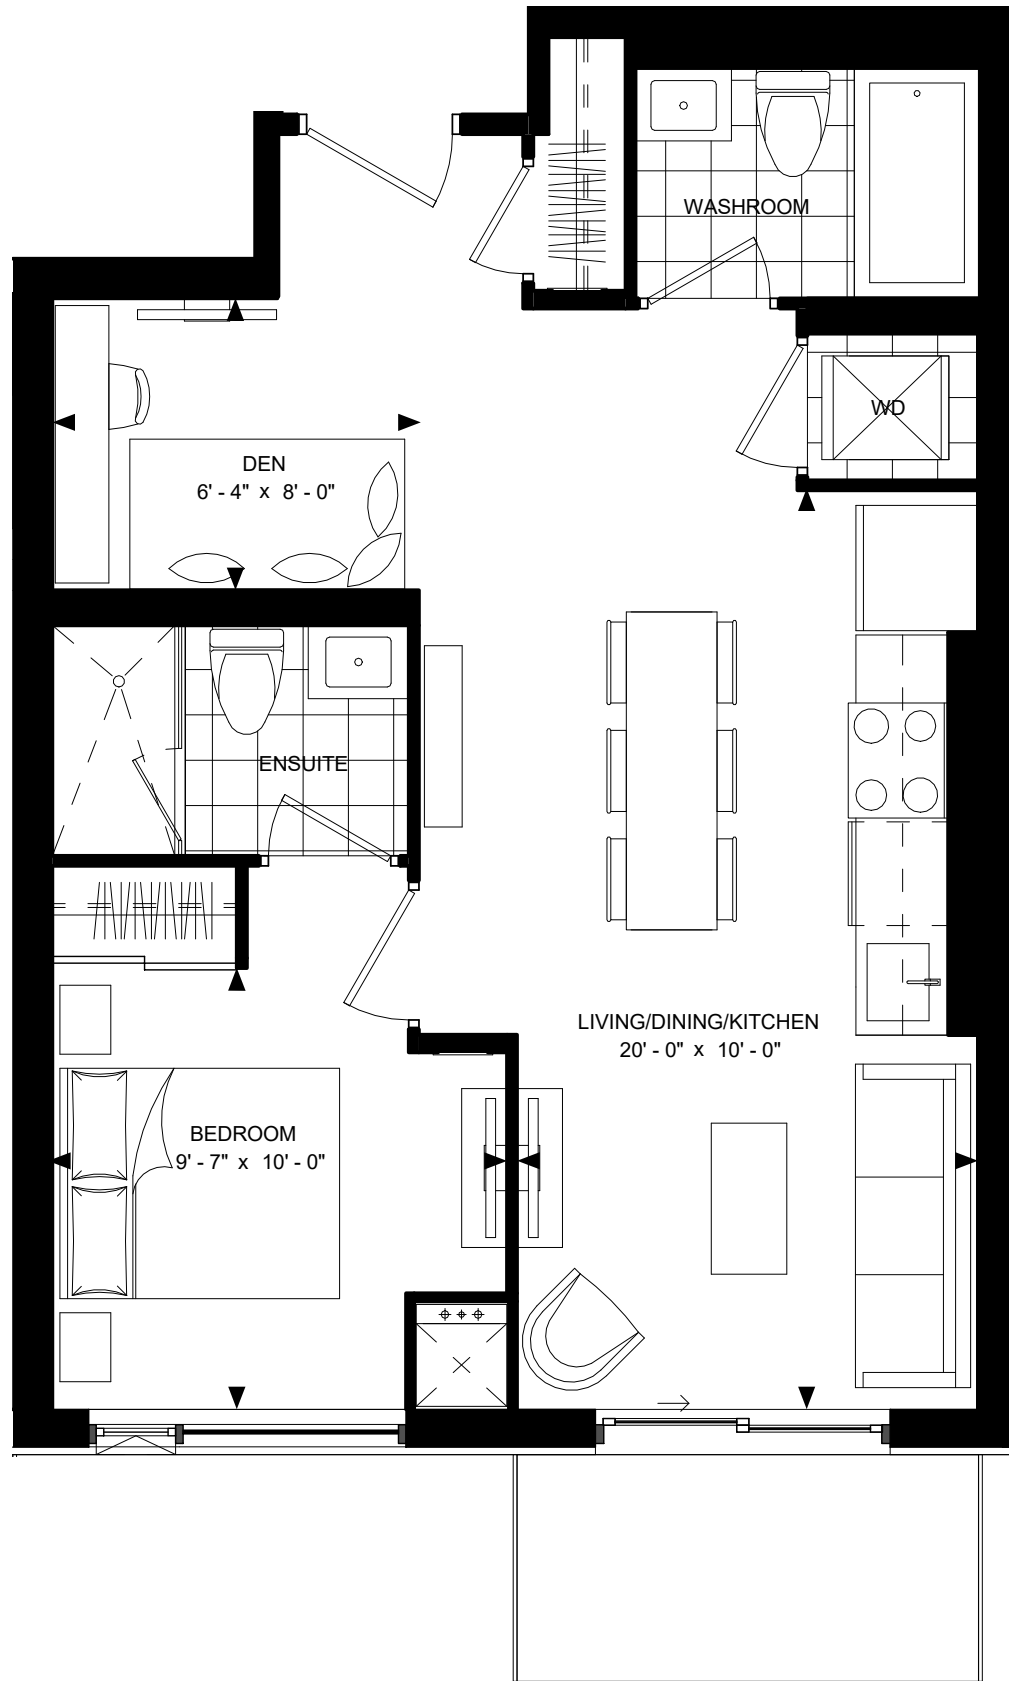 WASHROOM
WD
DEN
6' - 4" x 8' - 0"
ENSUITE
LIVING/DINING/KITCHEN
20' - 0" x 10' - 0"
BEDROOM
9' - 7" x 10' - 0"